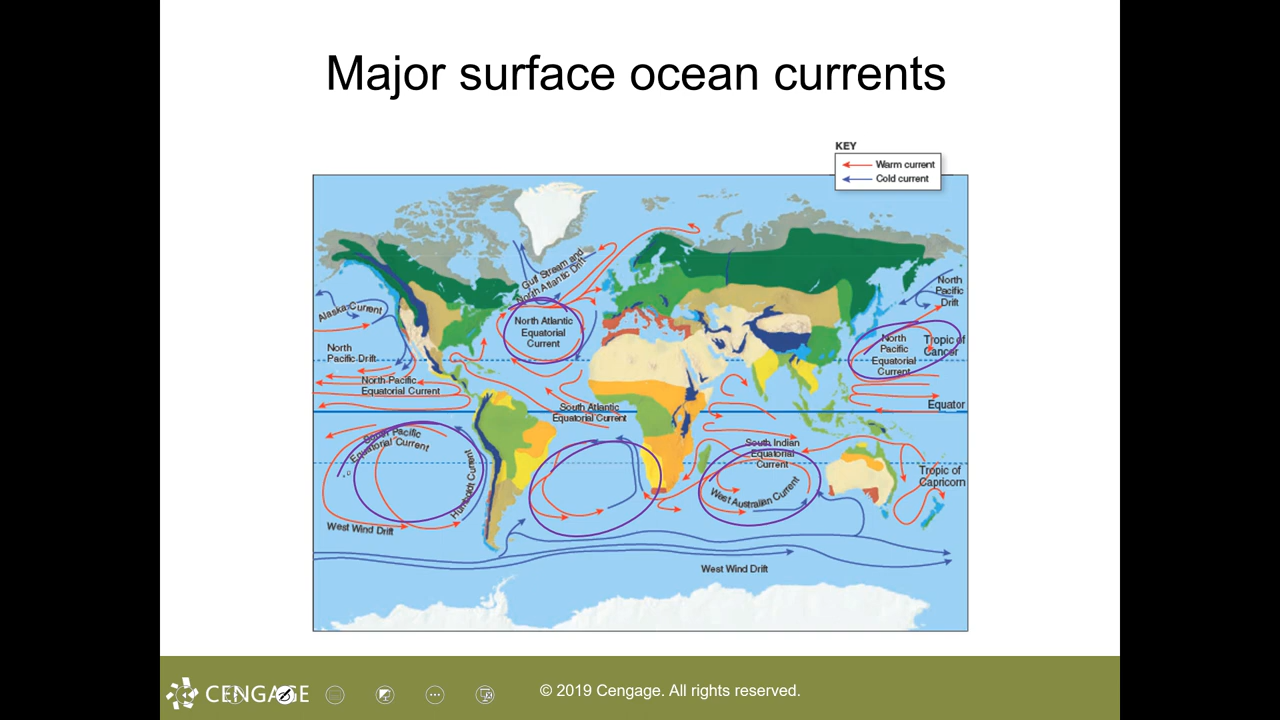 Major surface ocean currents
KEY
Warm current
Cold current
Gulf Stream and
North Atlantic Drift
Alaska Current
North
Pacific Drift
North Pacific
Equatorial Current
North Atlantic
Equatorial
Current
North
Pacific
Drift
North
Pacific
Equatorial
Current
Tropic of
Cancer
Equator
South Atlantic
Equatorial Current
South Pacific
Equatorial Current
Humboldt Current
South Indian
Equatorial
Current
West Australian Current
Tropic of
Capricorn
West Wind Drift
West Wind Drift
CENGAGE
© 2019 Cengage. All rights reserved.